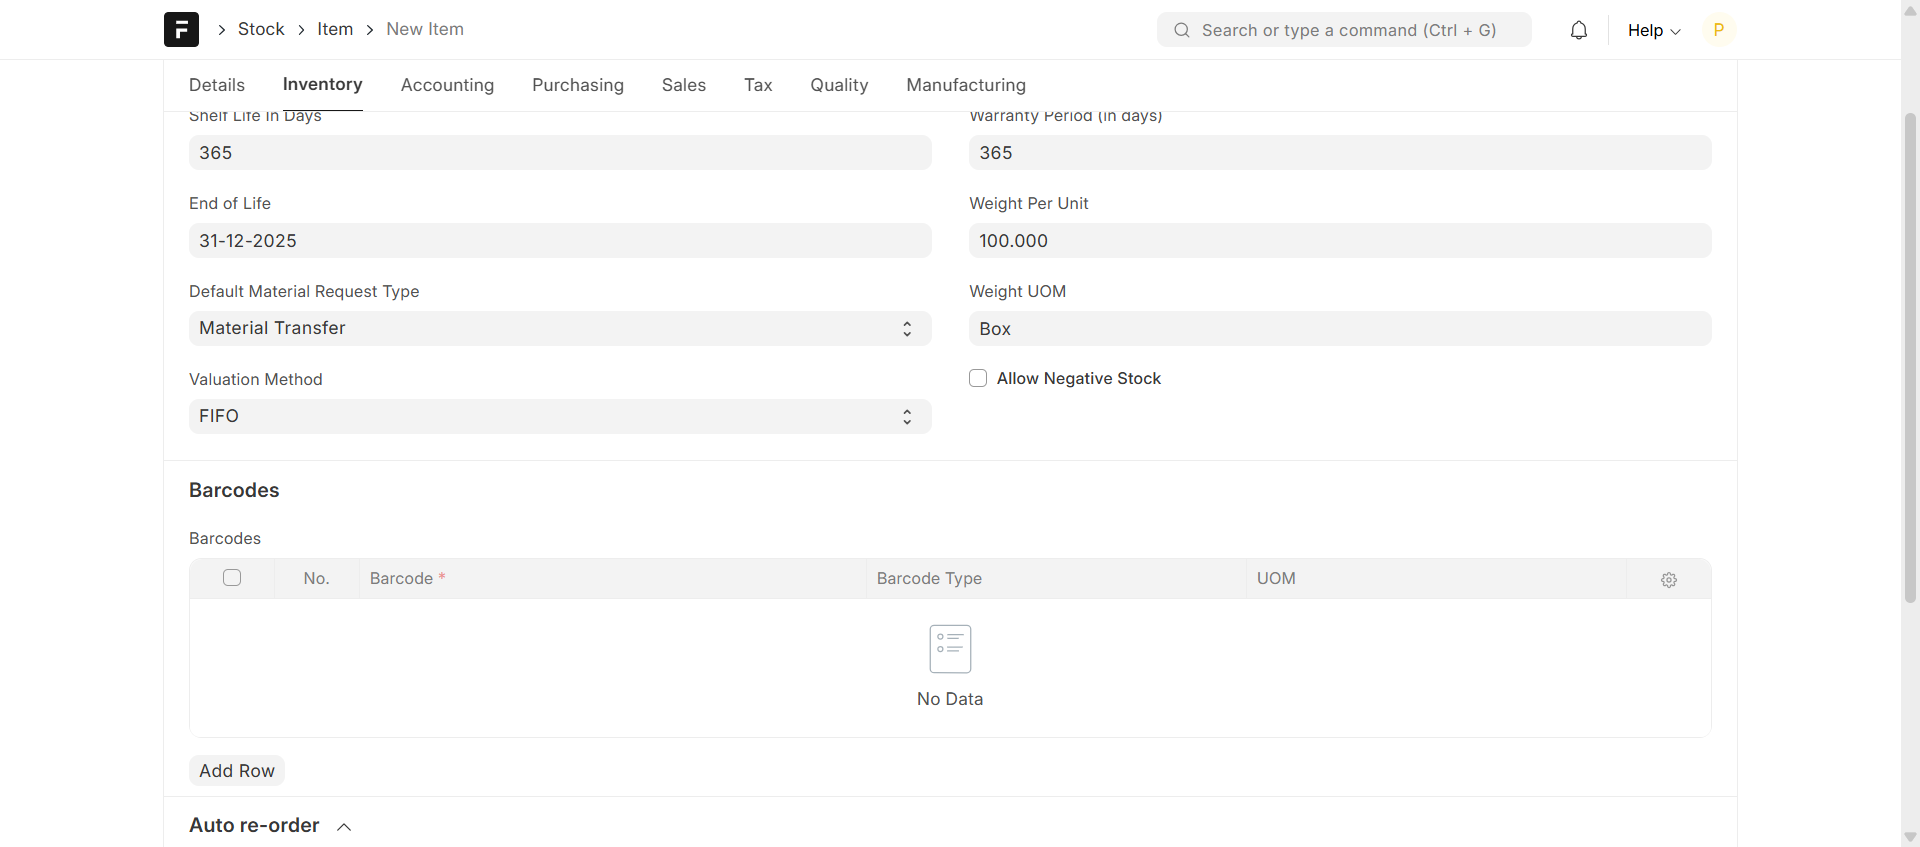 Stock > Item > New Item
Search or type a command (Ctrl + G)
Help
P
Details Inventory Accounting Purchasing Sales Tax Quality Manufacturing
Shelf Life In Days
365
Warranty Period (in days)
365
End of Life
31-12-2025
Weight Per Unit
100.000
Default Material Request Type
Material Transfer
Weight UOM
Box
Valuation Method
FIFO
Allow Negative Stock
Barcodes
Barcodes
No. Barcode * Barcode Type UOM
No Data
Add Row
Auto re-order